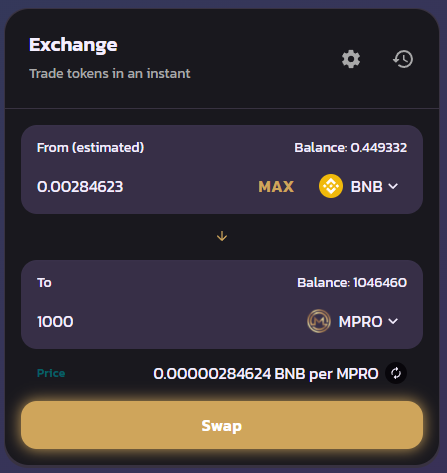 Exchange
Trade tokens in an instant
From (estimated) Balance: 0.449332
0.00284623 MAX BNB
To Balance: 1046460
1000 MPRO
Price 0.00000284624 BNB per MPRO
Swap